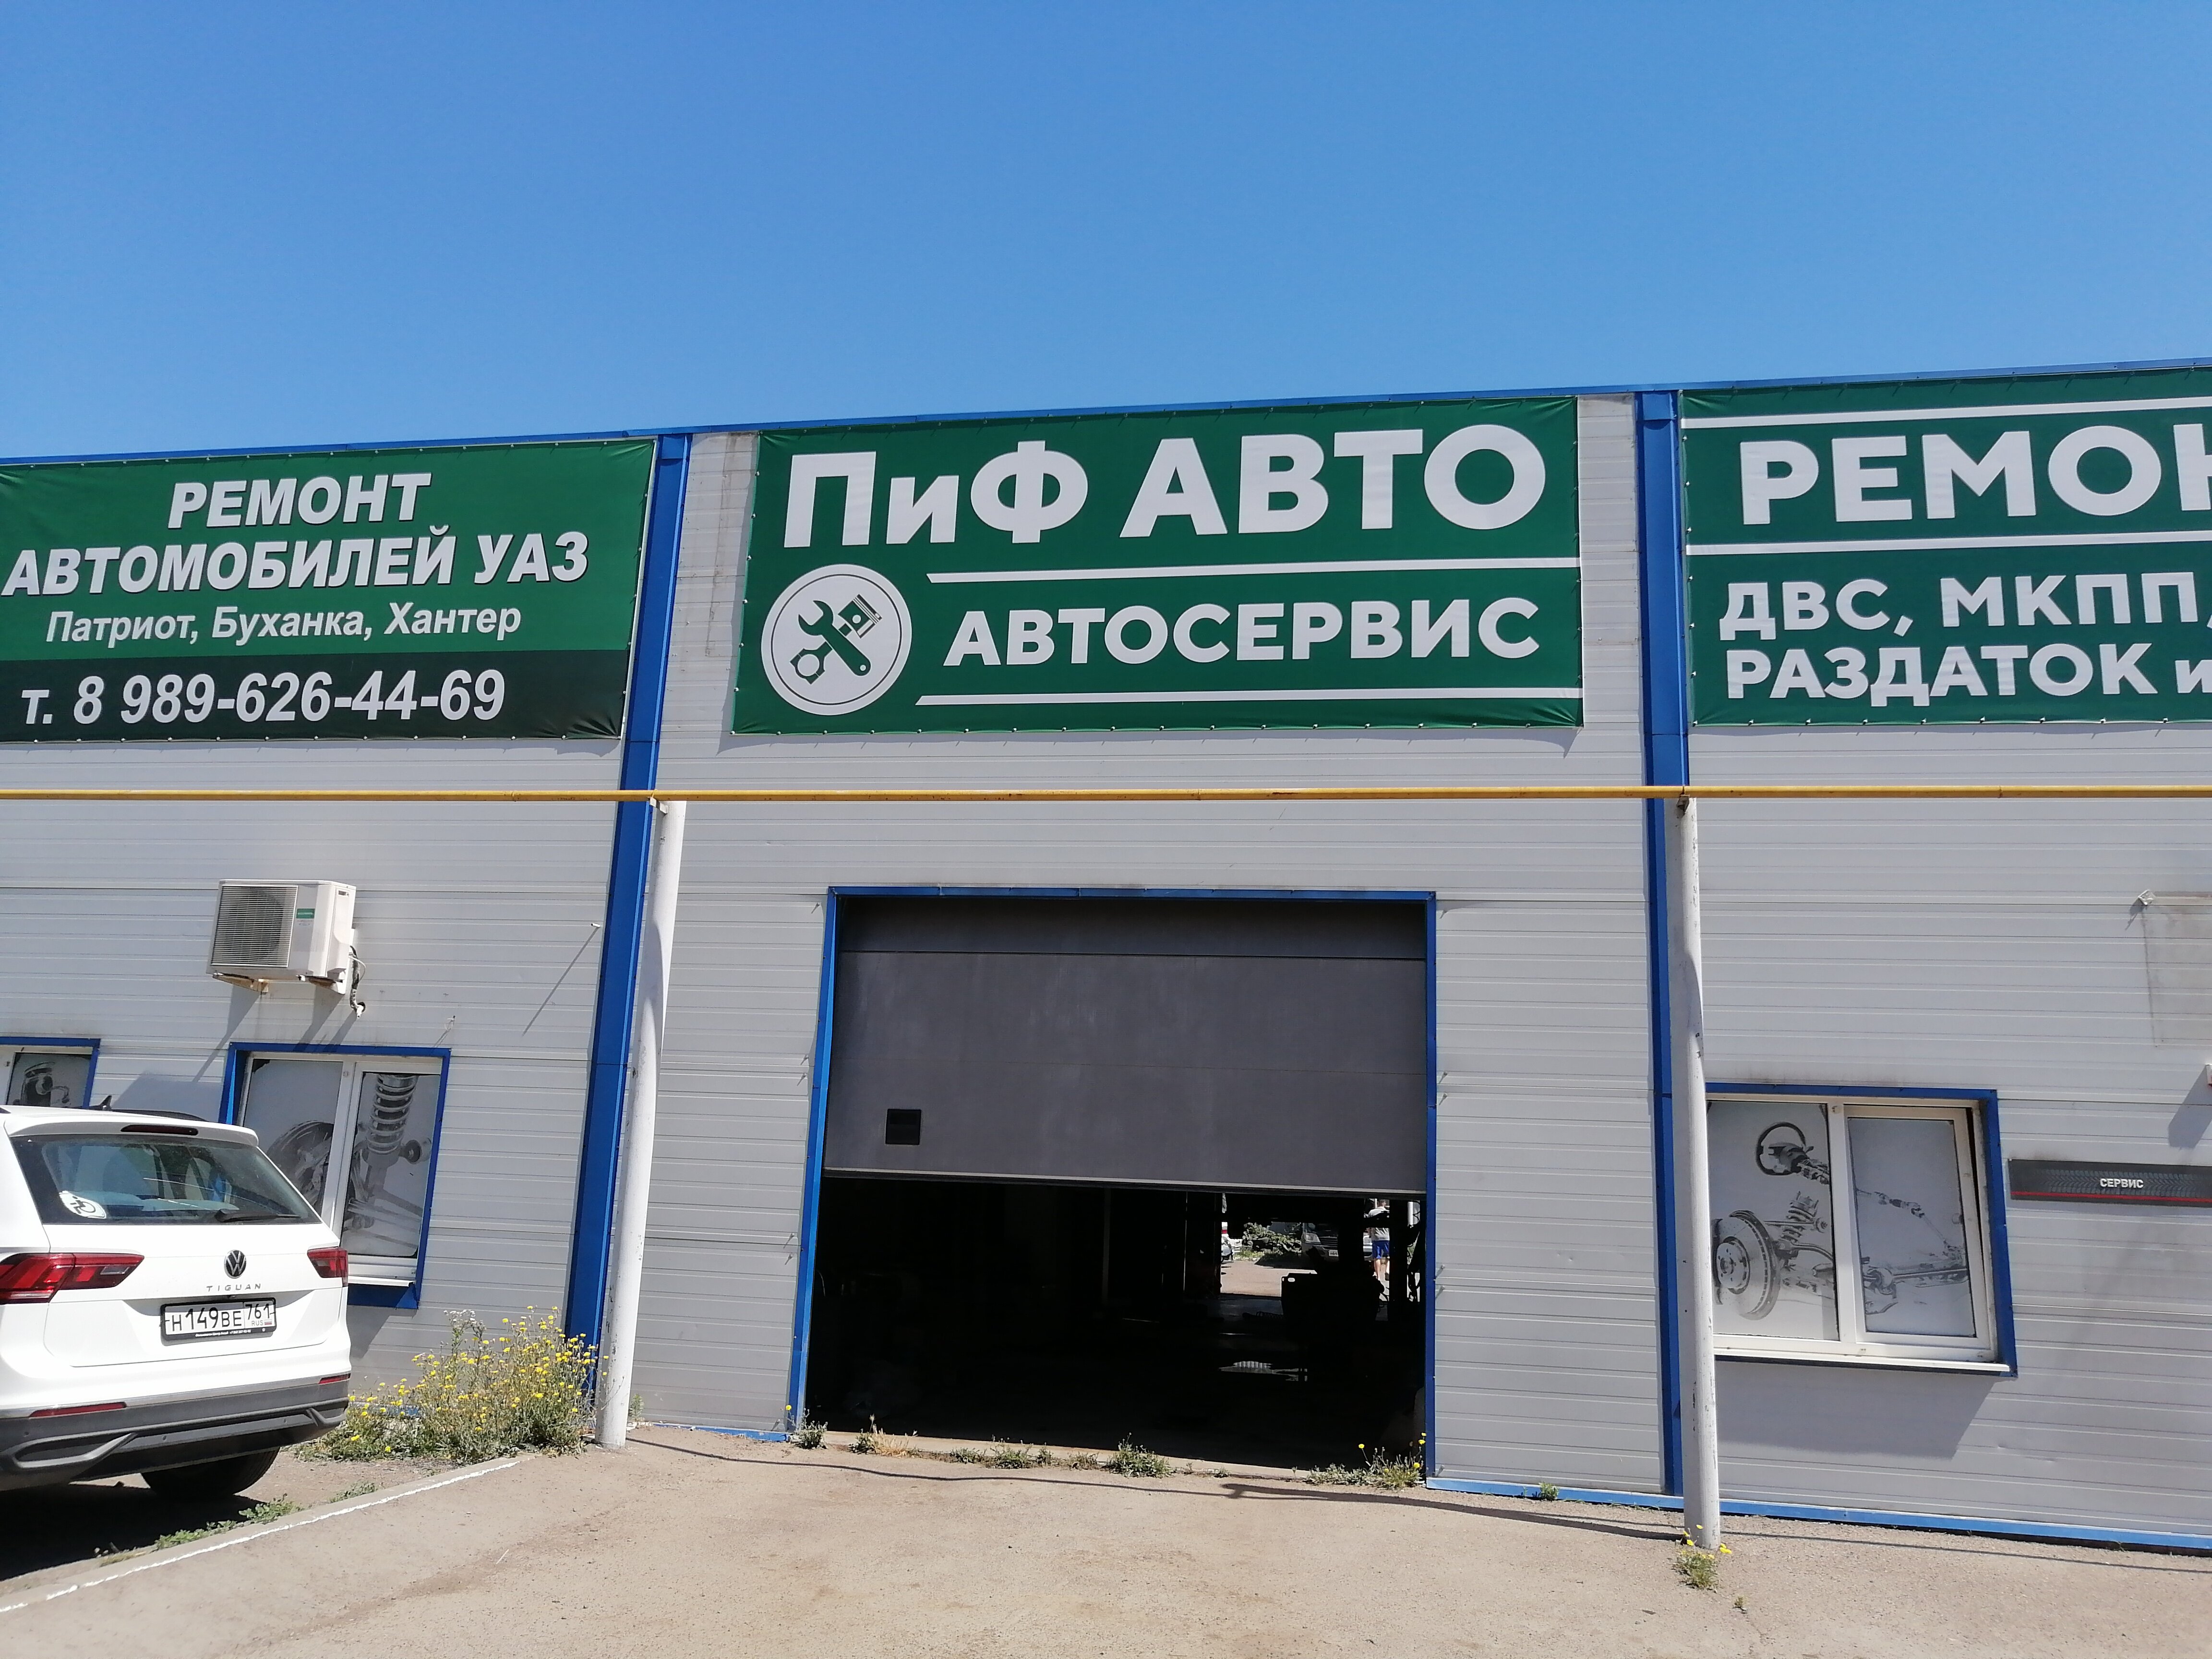 РЕМОНТ
АВТОМОБИЛЕЙ УАЗ
Патриот, Буханка, Хантер
т. 8 989-626-44-69
ПиФ АВТО
АВТОСЕРВИС
РЕМОН
ДВС, МКПП,
РАЗДАТОК и
СЕРВИС
TIGUAN
Н149ВЕ 761
RUS